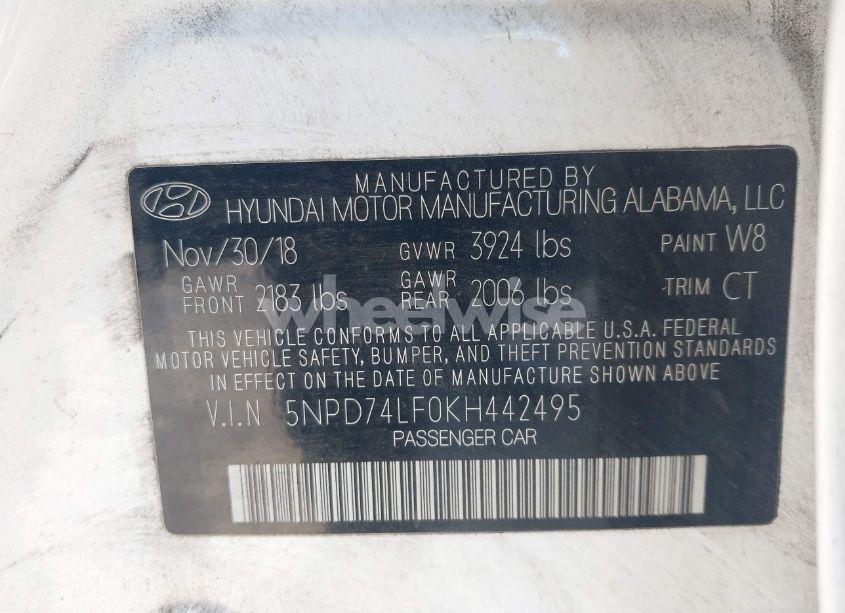 MANUFACTURED BY
HYUNDAI MOTOR MANUFACTURING ALABAMA, LLC
Nov/30/18 GVWR 3924 lbs PAINT W8
GAWR FRONT 2183 lbs GAWR REAR 2006 lbs TRIM CT
wheelwise
THIS VEHICLE CONFORMS TO ALL APPLICABLE U.S.A. FEDERAL
MOTOR VEHICLE SAFETY, BUMPER, AND THEFT PREVENTION STANDARDS
IN EFFECT ON THE DATE OF MANUFACTURE SHOWN ABOVE
V.I.N 5NPD74LF0KH442495
PASSENGER CAR